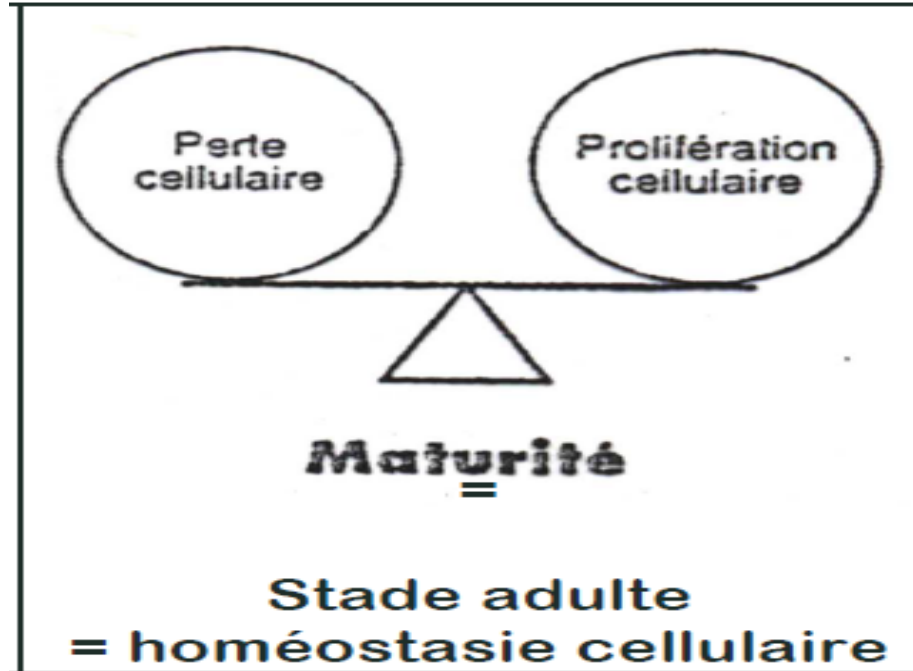 Perte
cellulaire
Prolifération
cellulaire
Maturité
=
Stade adulte
= homéostasie cellulaire